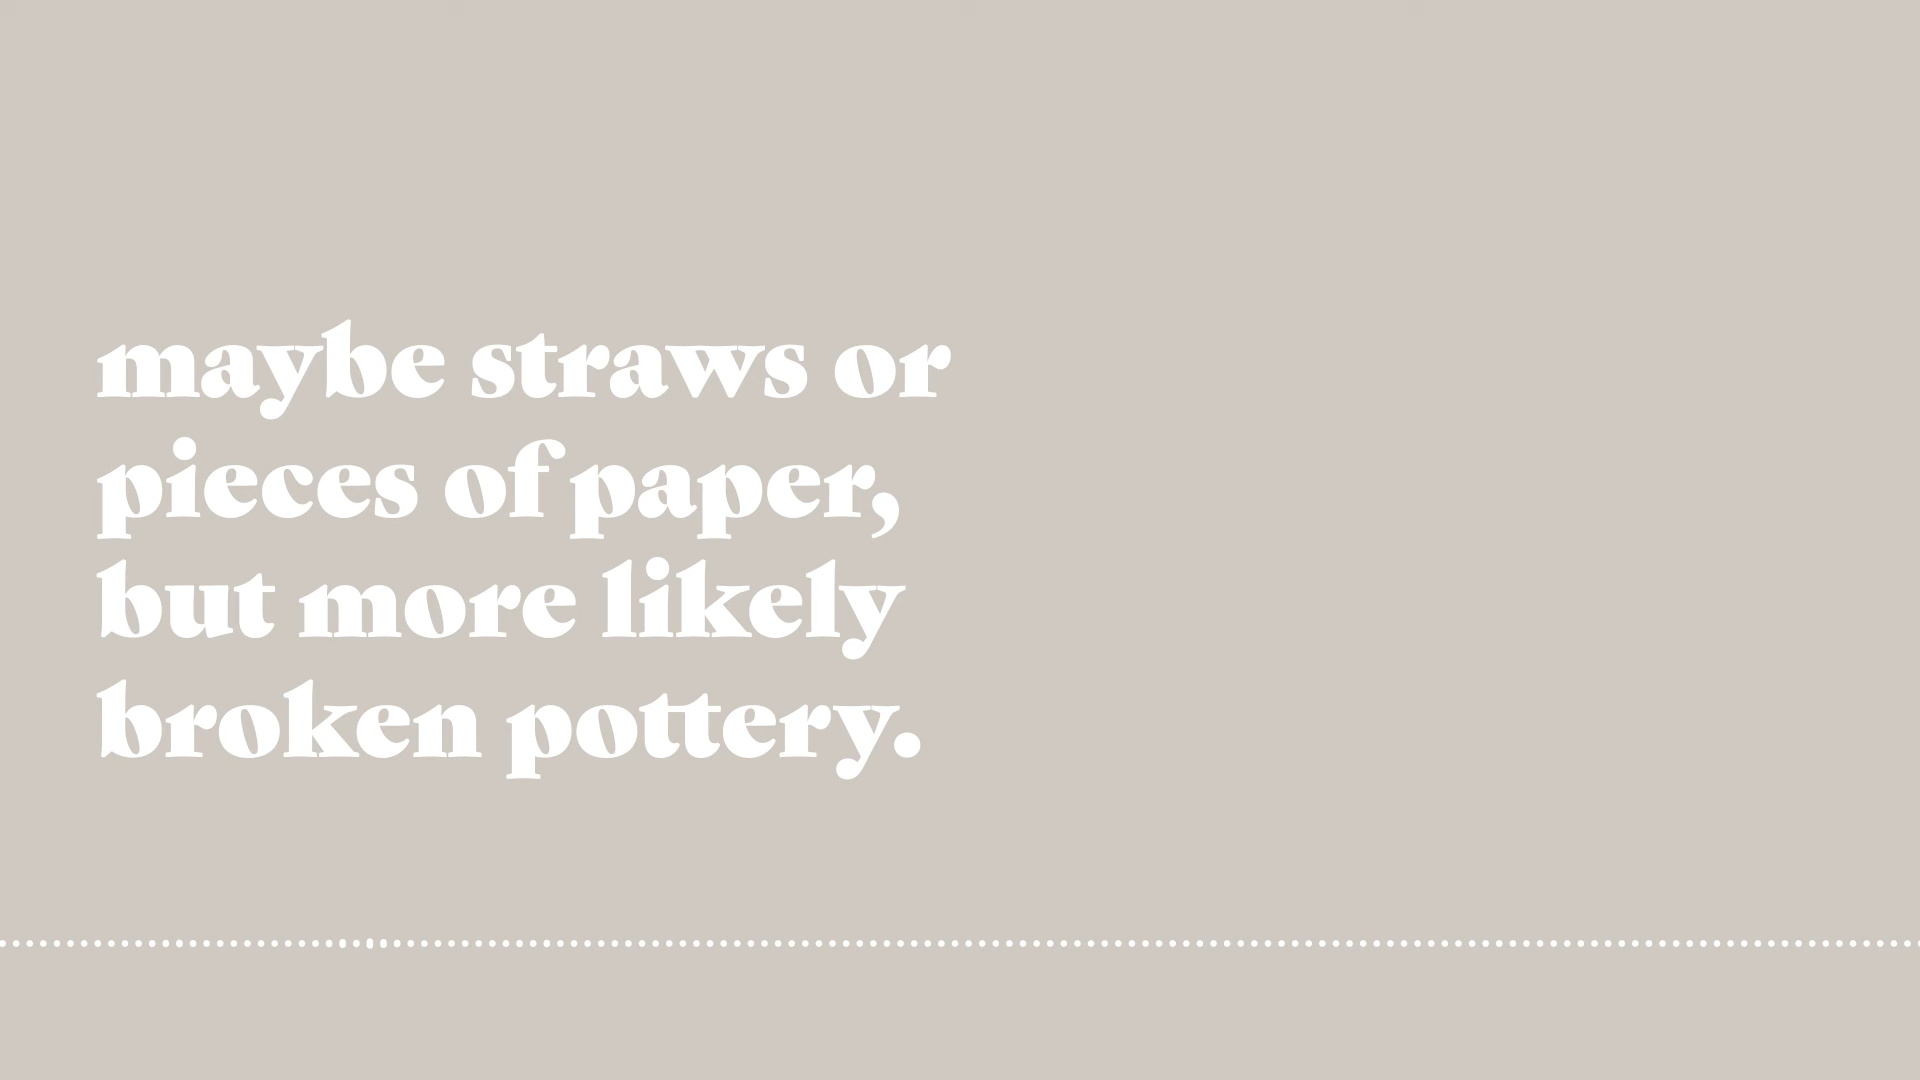 maybe straws or
pieces of paper,
but more likely
broken pottery.